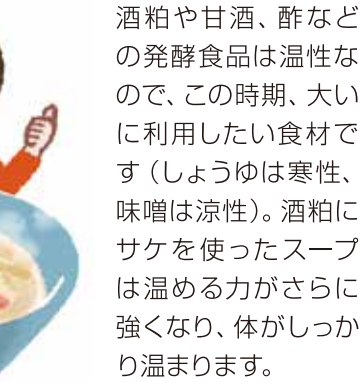 酒粕や甘酒、酢など
の発酵食品は温性な
ので、この時期、大い
に利用したい食材で
す（しょうゆは寒性、
味噌は涼性）。酒粕に
サケを使ったスープ
は温める力がさらに
強くなり、体がしっか
り温まります。